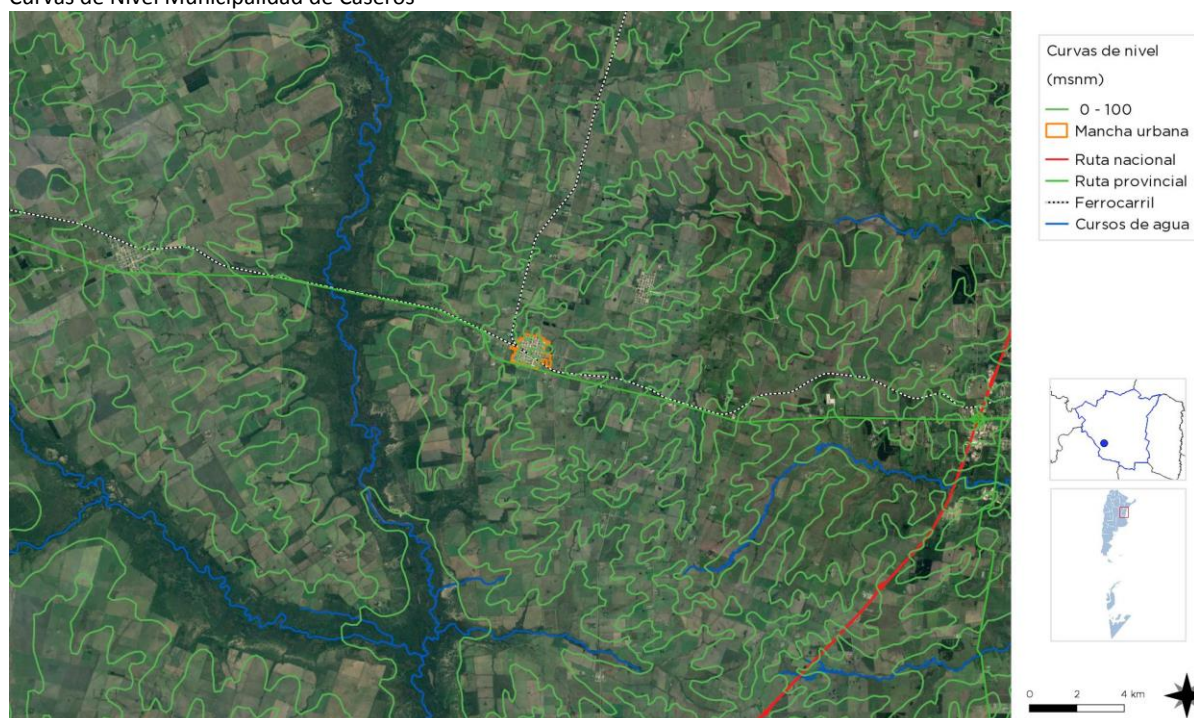 Curvas de Nivel Municipalidad de Caseros
Curvas de nivel
(msnm)
0 - 100
Mancha urbana
Ruta nacional
Ruta provincial
Ferrocarril
Cursos de agua
0 2 4 km